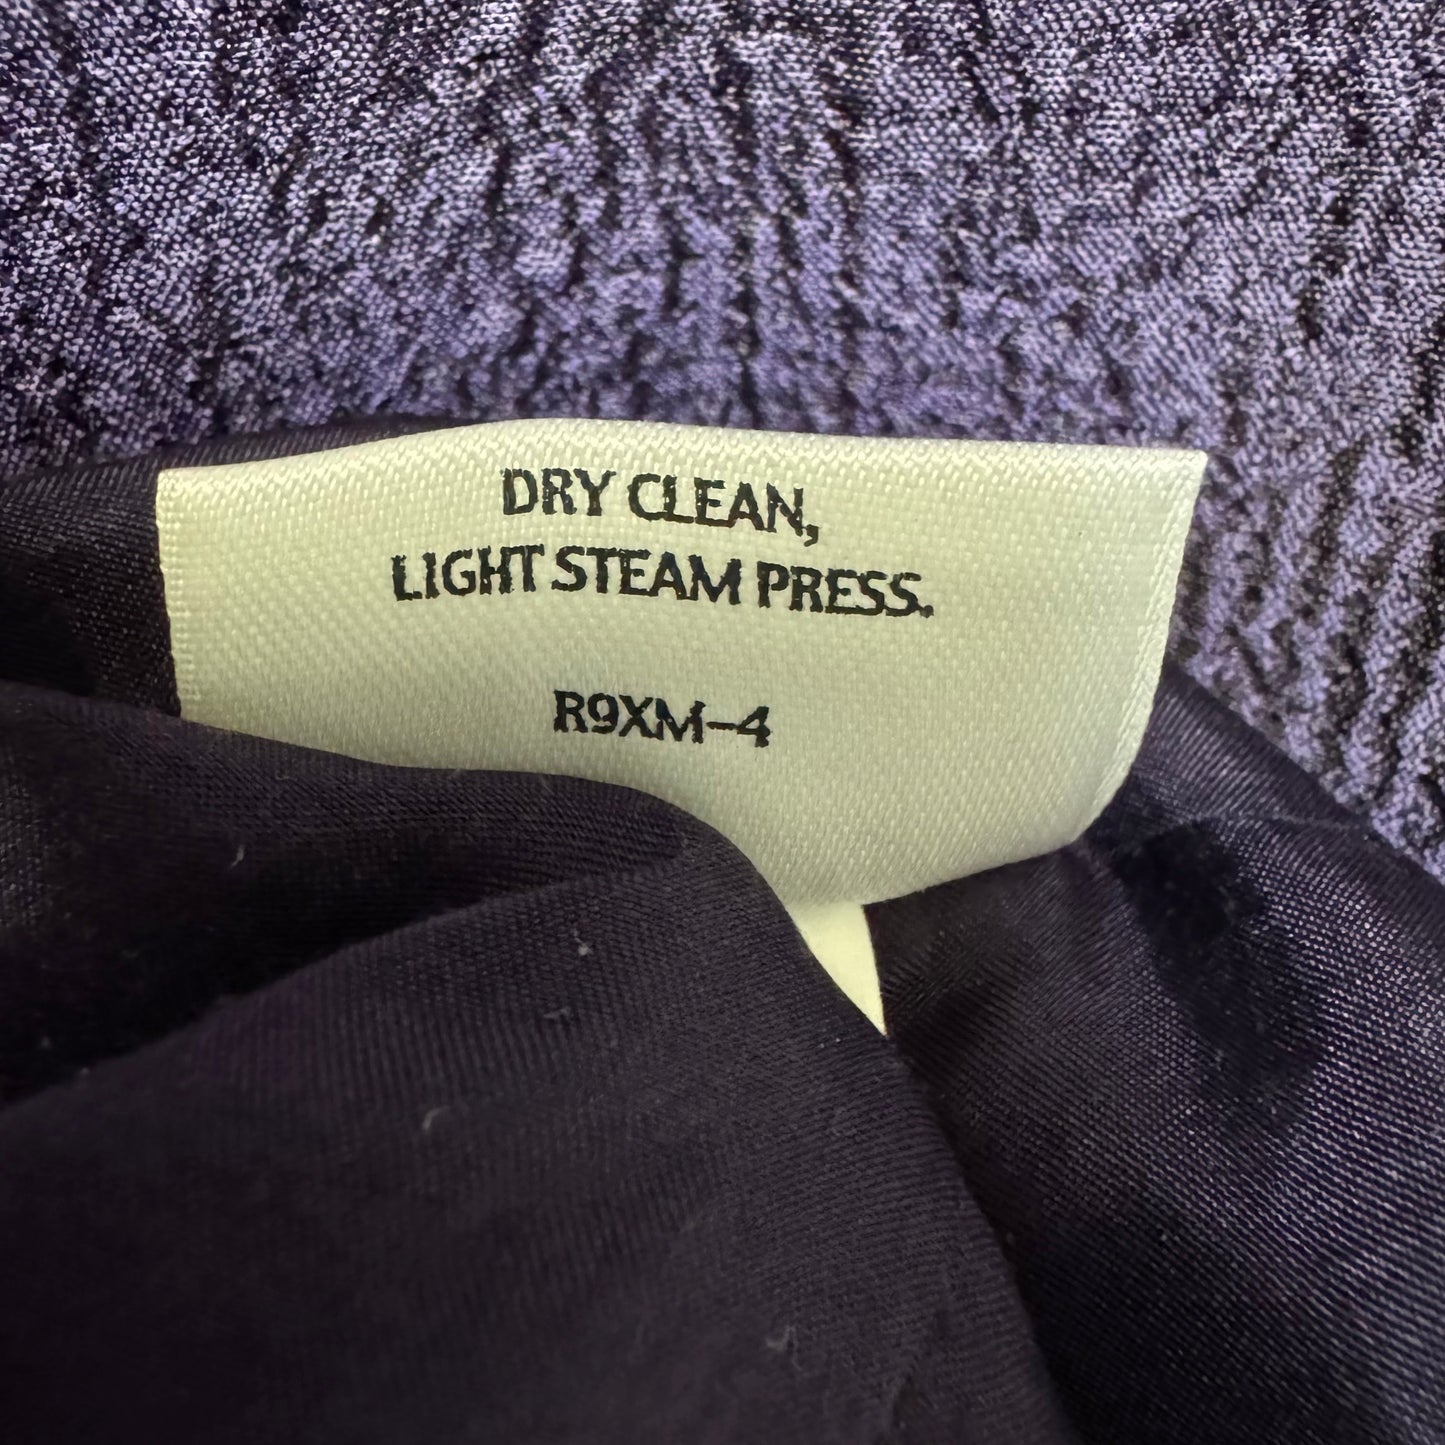 DRY CLEAN,
LIGHT STEAM PRESS.
R9XM-4